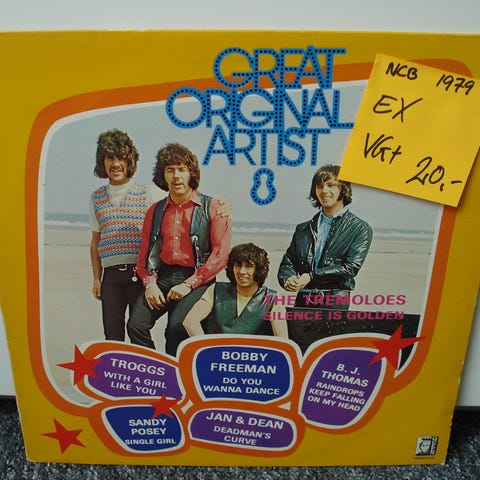 GREAT
ORIGINAL
ARTIST
8
NCB 1979
EX
VG+ 20,-
THE TREMOLOES
SILENCE IS GOLDEN
TROGGS
WITH A GIRL
LIKE YOU
BOBBY
FREEMAN
DO YOU
WANNA DANCE
B. J.
THOMAS
RAINDROPS
KEEP FALLING
ON MY HEAD
SANDY
POSEY
SINGLE GIRL
JAN & DEAN
DEADMAN'S
CURVE